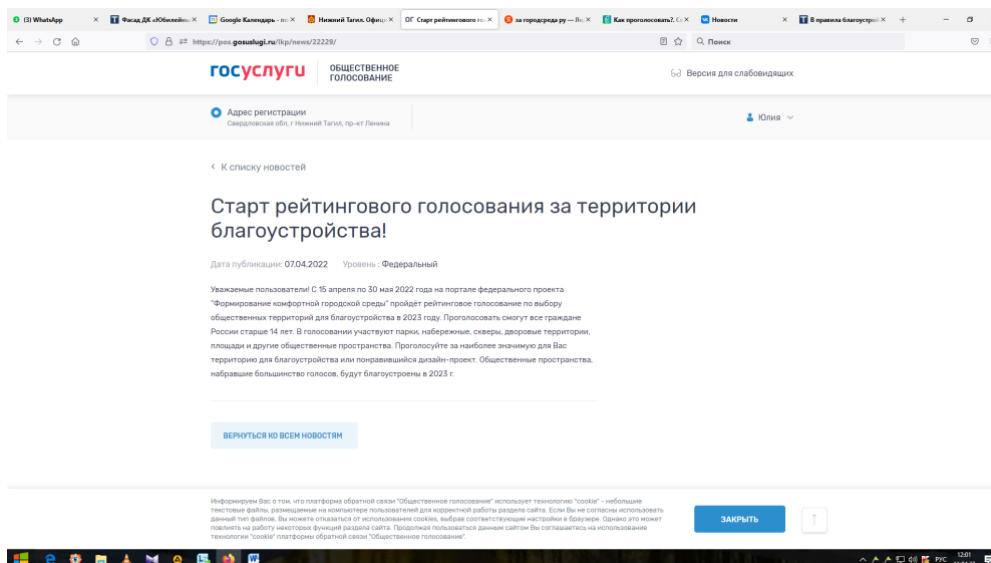 (3) WhatsApp
Фасад ДК «Юбилейны
Google Календарь - по
Нижний Тагил. Офиц
ОГ Старт рейтингового го
за горсреда ру — Ян
Как проголосовать?
Новости
В правила благоустрой
https://pos.gosuslugi.ru/lkp/news/22229/
Поиск
госуслуги
ОБЩЕСТВЕННОЕ
ГОЛОСОВАНИЕ
Версия для слабовидящих
Адрес регистрации
Свердловская обл, г Нижний Тагил, пр-кт Ленина
Юлия
К списку новостей
Старт рейтингового голосования за территории
благоустройства!
Дата публикации: 07.04.2022 Уровень : Федеральный
Уважаемые пользователи! С 15 апреля по 30 мая 2022 года на портале федерального проекта
"Формирование комфортной городской среды" пройдёт рейтинговое голосование по выбору
общественных территорий для благоустройства в 2023 году. Проголосовать смогут все граждане
России старше 14 лет. В голосовании участвуют парки, набережные, скверы, дворовые территории,
площади и другие общественные пространства. Проголосуйте за наиболее значимую для Вас
территорию для благоустройства или понравившийся дизайн-проект. Общественные пространства,
набравшие большинство голосов, будут благоустроены в 2023 г.
ВЕРНУТЬСЯ КО ВСЕМ НОВОСТЯМ
Информируем Вас о том, что платформа обратной связи "Общественное голосование" использует технологию "cookie" - небольшие
текстовые файлы, размещаемые на компьютере пользователей для корректной работы раздела сайта. Если Вы не согласны использовать
данный тип файлов, Вы можете отказаться от использования cookies, выбрав соответствующие настройки в браузере. Однако это может
повлиять на работу некоторых функций раздела сайта. Продолжая пользоваться данным сайтом Вы соглашаетесь на использование
технологии "cookie" платформы обратной связи "Общественное голосование".
ЗАКРЫТЬ
РУС
12:01